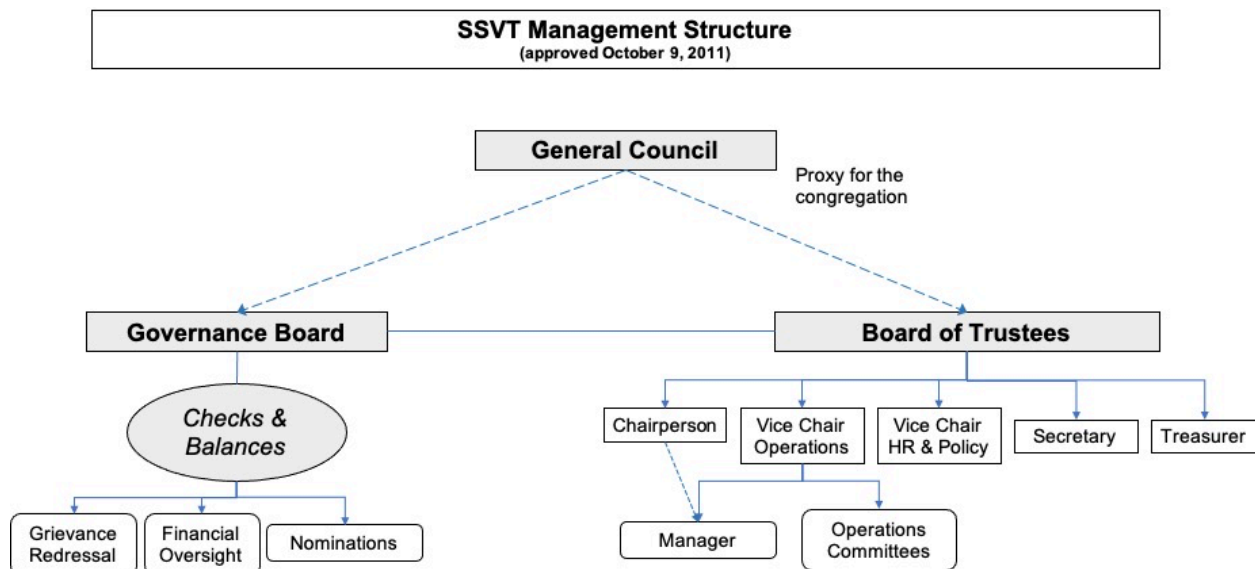 SSVT Management Structure
(approved October 9, 2011)
General Council
Proxy for the
congregation
Governance Board
Board of Trustees
Checks &
Balances
Chairperson
Vice Chair
Operations
Vice Chair
HR & Policy
Secretary
Treasurer
Grievance
Redressal
Financial
Oversight
Nominations
Manager
Operations
Committees